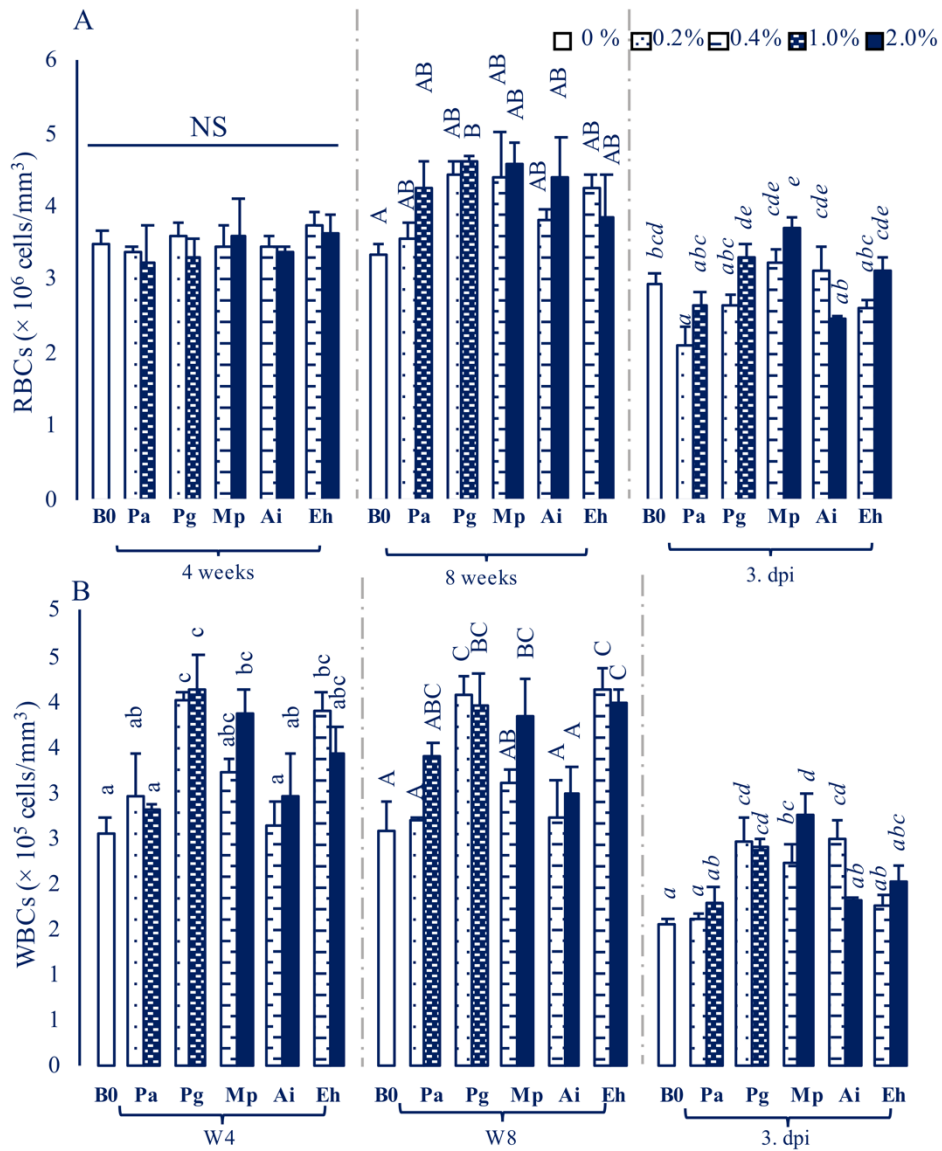 A
0 % 0.2% 0.4% 1.0% 2.0%
RBCs (× 10⁶ cells/mm³)
6
5
4
3
2
1
0
NS
A AB AB AB B AB AB AB AB AB AB
bcd a abc abc de cde e cde ab abc cde
B0 Pa Pg Mp Ai Eh B0 Pa Pg Mp Ai Eh B0 Pa Pg Mp Ai Eh
4 weeks 8 weeks 3. dpi
B
WBCs (× 10⁵ cells/mm³)
5
5
4
4
3
3
2
2
1
1
0
a ab a c c abc bc a ab bc abc
A A ABC C BC AB BC A A C C
a a ab cd cd bc d cd ab ab abc
B0 Pa Pg Mp Ai Eh B0 Pa Pg Mp Ai Eh B0 Pa Pg Mp Ai Eh
W4 W8 3. dpi